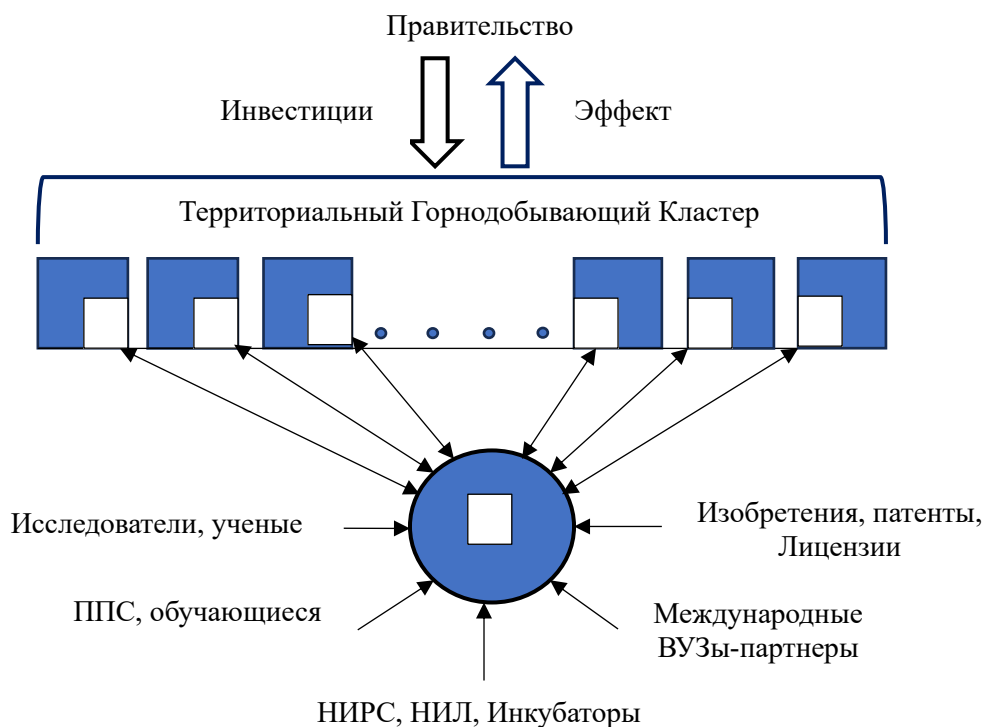 Правительство
Инвестиции
Эффект
Территориальный Горнодобывающий Кластер
Исследователи, ученые
Изобретения, патенты,
Лицензии
ППС, обучающиеся
Международные
ВУЗы-партнеры
НИРС, НИЛ, Инкубаторы